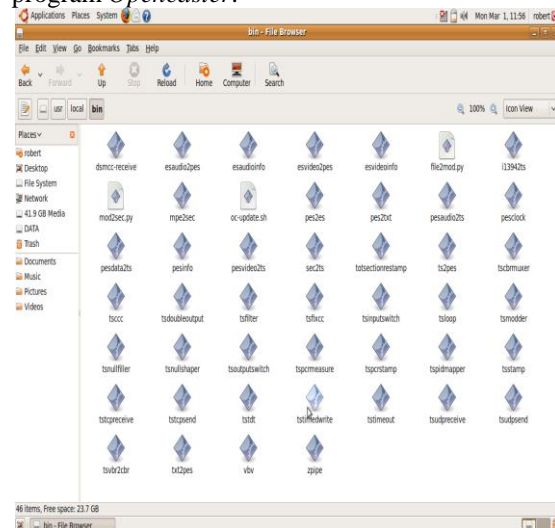 program Opencaster.
Applications Places System
Mon Mar 1, 11:56 robert
bin - File Browser
File Edit View Go Bookmarks Tabs Help
Back Forward Up Stop Reload Home Computer Search
usr local bin 100% Icon View
Places
robert
Desktop
File System
Network
41.9 GB Media
DATA
Trash
Documents
Music
Pictures
Videos
dsmcc-receive esaudio2pes esaudioinfo esvideo2pes esvideoinfo file2mod.py i13942ts
mod2sec.py mpe2sec oc-update.sh pes2es pes2txt pesaudio2ts pesclock
pesdata2ts pesinfo pesvideo2ts sec2ts totsectionrestamp ts2pes tscbrmuxer
tsccc tsdoubleoutput tsfilter tsfixcc tsinputswitch tsloop tsmodder
tsnullfiller tsnullshaper tsoutputswitch tspcrmeasure tspcrstamp tspidmapper tsstamp
tstcpreceive tstcpsend tstdt tstimedwrite tstimeout tsudpreceive tsudpsend
tsvbr2cbr txt2pes vbv zpipe
46 items, Free space: 23.7 GB
bin - File Browser